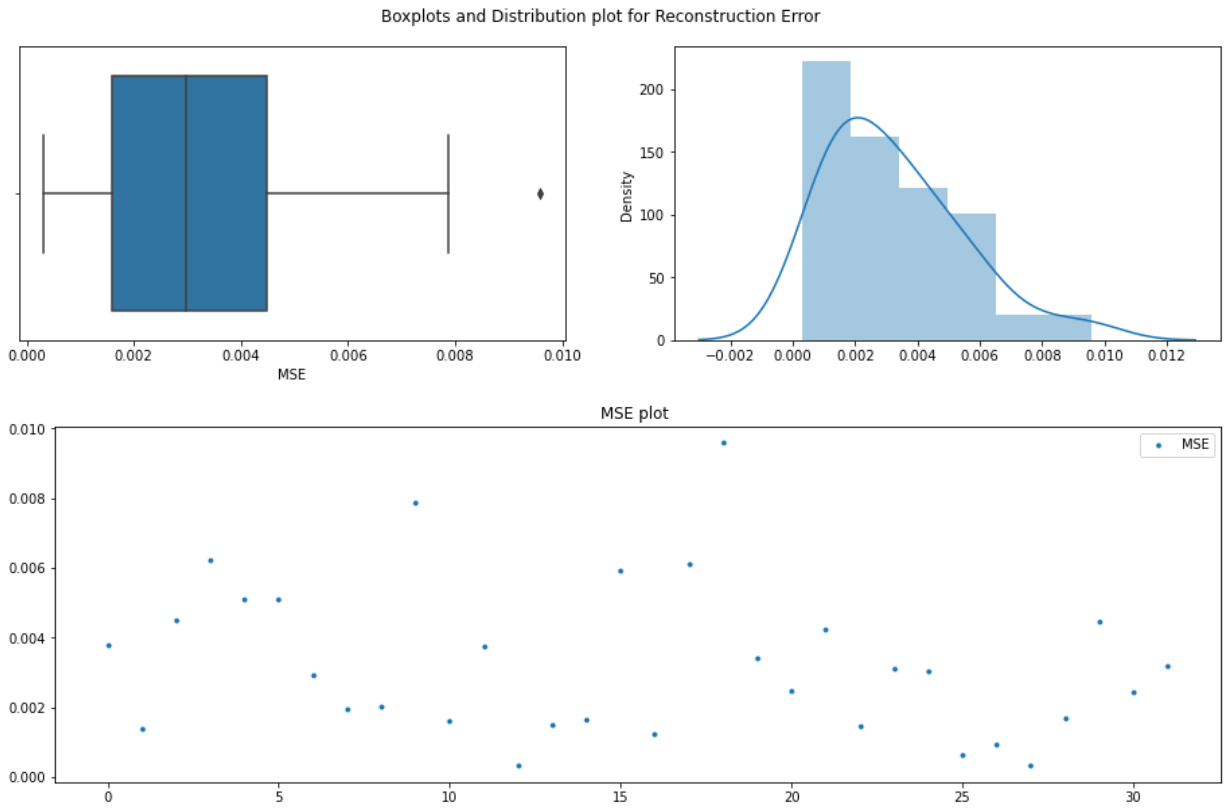 Boxplots and Distribution plot for Reconstruction Error
0.000 0.002 0.004 0.006 0.008 0.010
MSE
200
150
100
50
0
Density
−0.002 0.000 0.002 0.004 0.006 0.008 0.010 0.012
MSE plot
MSE
0.010
0.008
0.006
0.004
0.002
0.000
0 5 10 15 20 25 30